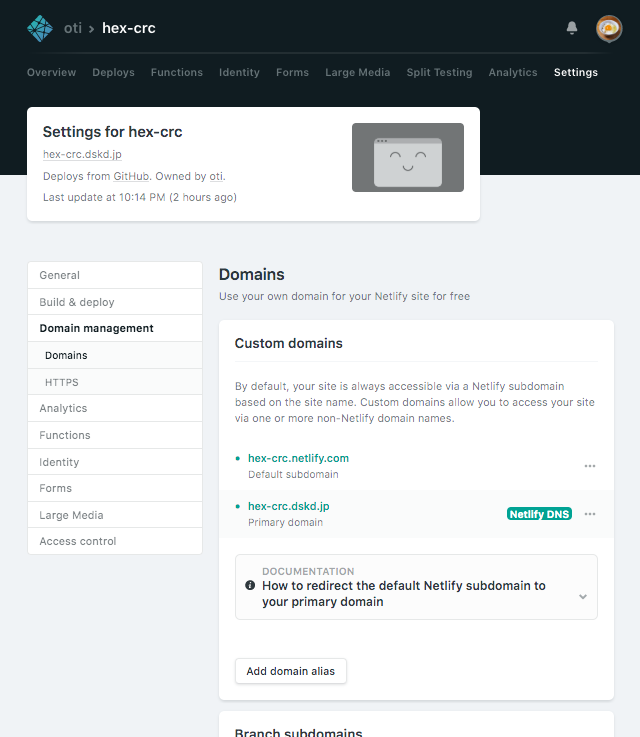 oti > hex-crc
Overview Deploys Functions Identity Forms Large Media Split Testing Analytics Settings
Settings for hex-crc
hex-crc.dskd.jp
Deploys from GitHub. Owned by oti.
Last update at 10:14 PM (2 hours ago)
General
Build & deploy
Domain management
Domains
HTTPS
Analytics
Functions
Identity
Forms
Large Media
Access control
Domains
Use your own domain for your Netlify site for free
Custom domains
By default, your site is always accessible via a Netlify subdomain
based on the site name. Custom domains allow you to access your site
via one or more non-Netlify domain names.
hex-crc.netlify.com
Default subdomain
hex-crc.dskd.jp
Primary domain
Netlify DNS
DOCUMENTATION
How to redirect the default Netlify subdomain to
your primary domain
Add domain alias
Branch subdomains